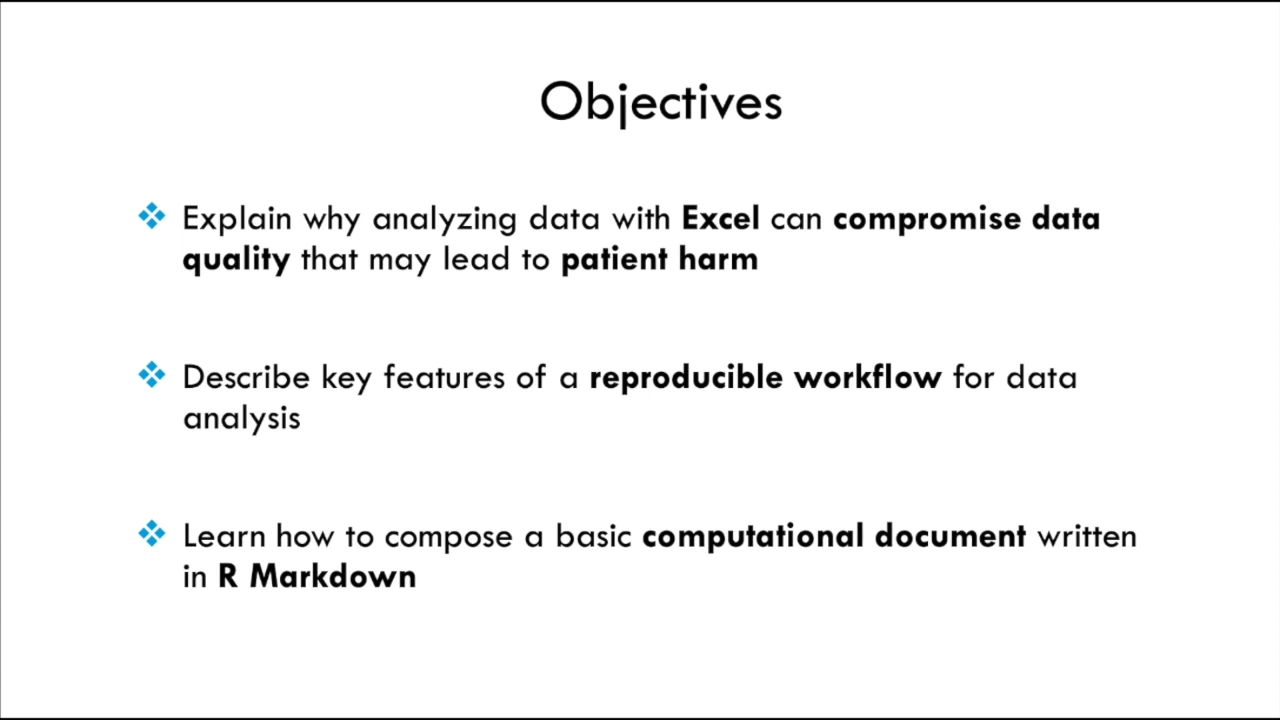 Objectives
Explain why analyzing data with Excel can compromise data
quality that may lead to patient harm
Describe key features of a reproducible workflow for data
analysis
Learn how to compose a basic computational document written
in R Markdown